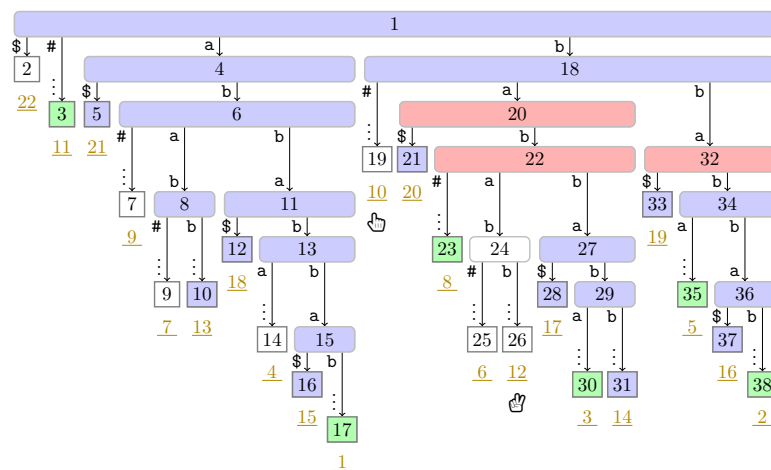 1
$ # a b
2 4 18
⋮ $ b # a b
22
3 5 6 20
# a b ⋮ $ b a
11 21
19 21 22 32
⋮ b a # a a $ b
10 20
7 8 11 33 34
# b $ b ⋮ b b a b
9 19
12 13 23 24 27
⋮ ⋮ a b # b $ b ⋮ a
18 8
9 10 28 29 35 36
⋮ a ⋮ ⋮ a b $ b
7 13 17 5
14 15 25 26 37
$ b ⋮ ⋮ ⋮
4 6 12 16
16 30 31 38
⋮
15 3 14 2
17
1